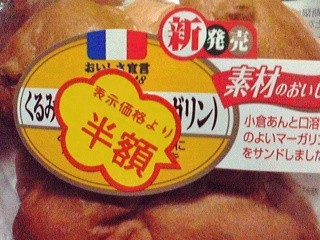 新発売
おいしさ宣言
素材のおいし
くるみ
ガリン)
表示価格より
半額
小倉あんと口溶
のよいマーガリ
をサンドしました